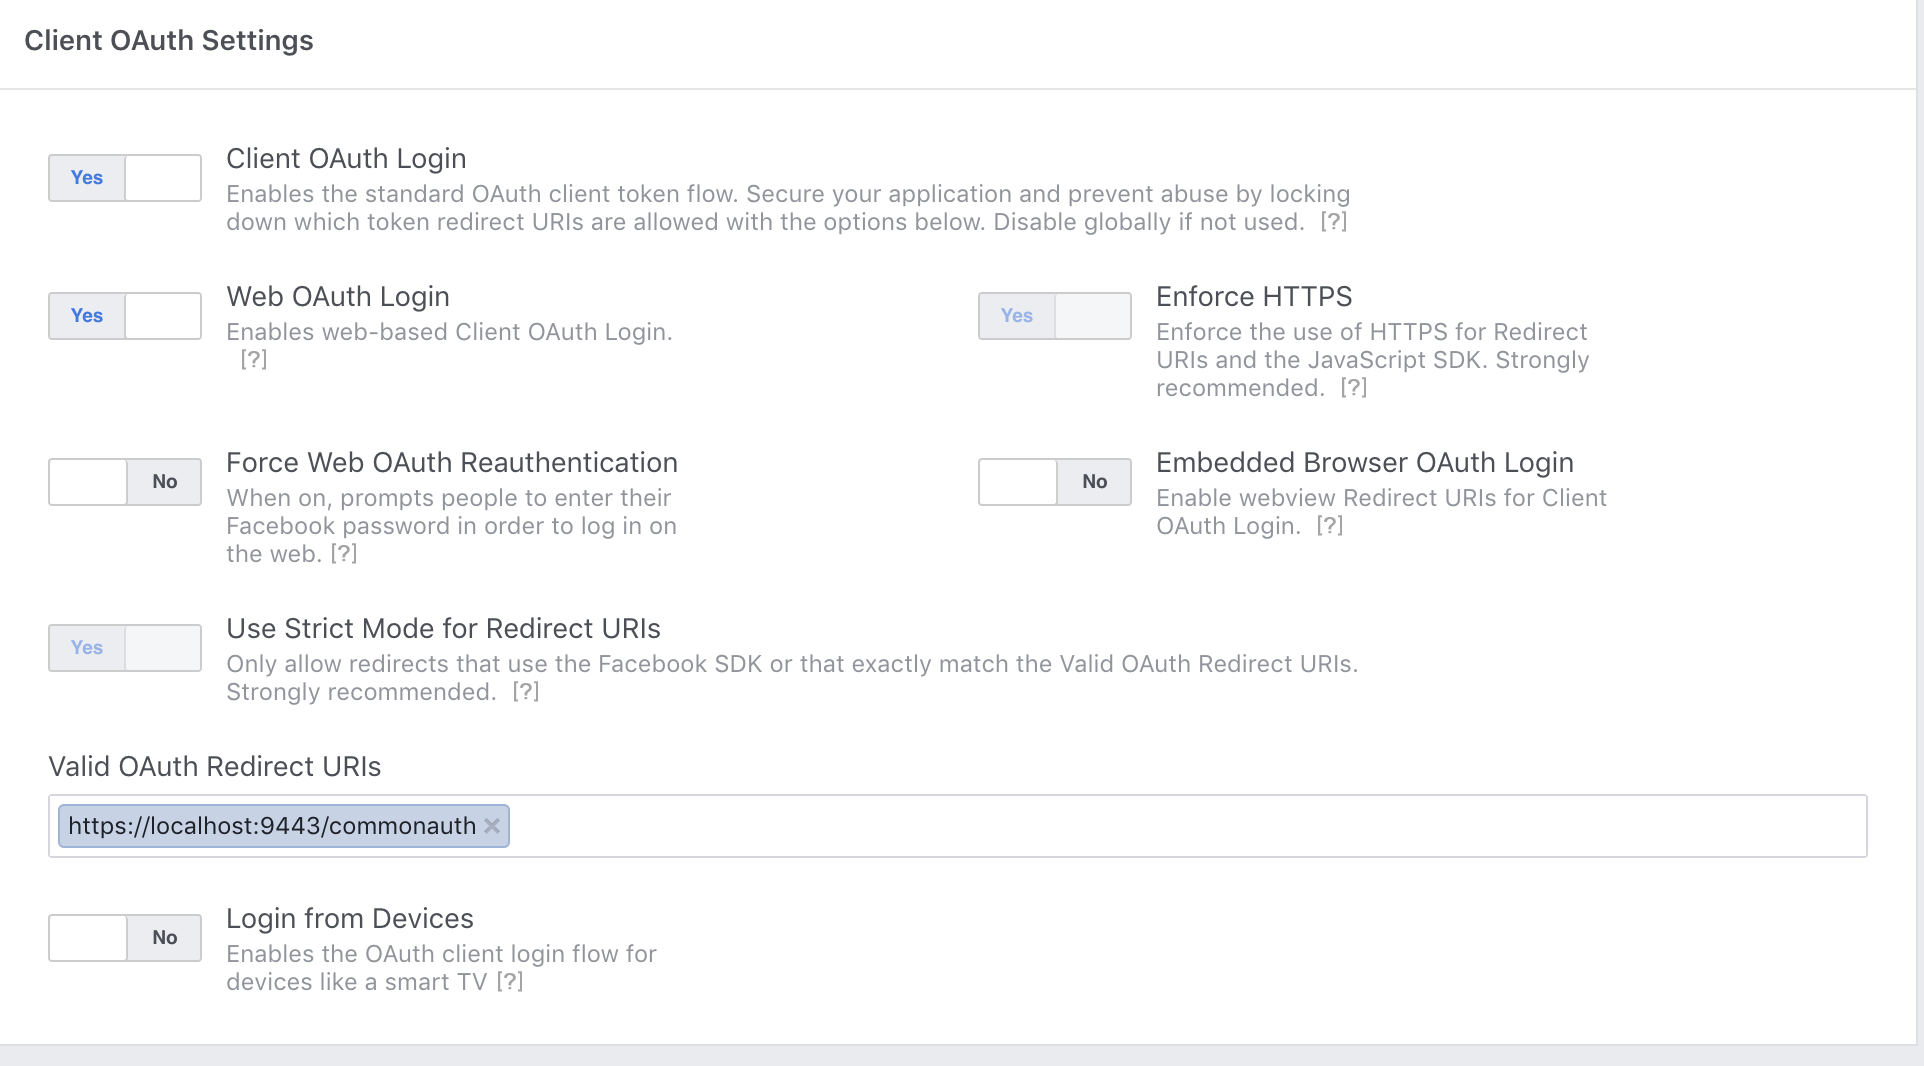 Client OAuth Settings
Yes
Client OAuth Login
Enables the standard OAuth client token flow. Secure your application and prevent abuse by locking
down which token redirect URIs are allowed with the options below. Disable globally if not used. [?]
Yes
Web OAuth Login
Enables web-based Client OAuth Login.
[?]
Yes
Enforce HTTPS
Enforce the use of HTTPS for Redirect
URIs and the JavaScript SDK. Strongly
recommended. [?]
No
Force Web OAuth Reauthentication
When on, prompts people to enter their
Facebook password in order to log in on
the web. [?]
No
Embedded Browser OAuth Login
Enable webview Redirect URIs for Client
OAuth Login. [?]
Yes
Use Strict Mode for Redirect URIs
Only allow redirects that use the Facebook SDK or that exactly match the Valid OAuth Redirect URIs.
Strongly recommended. [?]
Valid OAuth Redirect URIs
https://localhost:9443/commonauth ×
No
Login from Devices
Enables the OAuth client login flow for
devices like a smart TV [?]